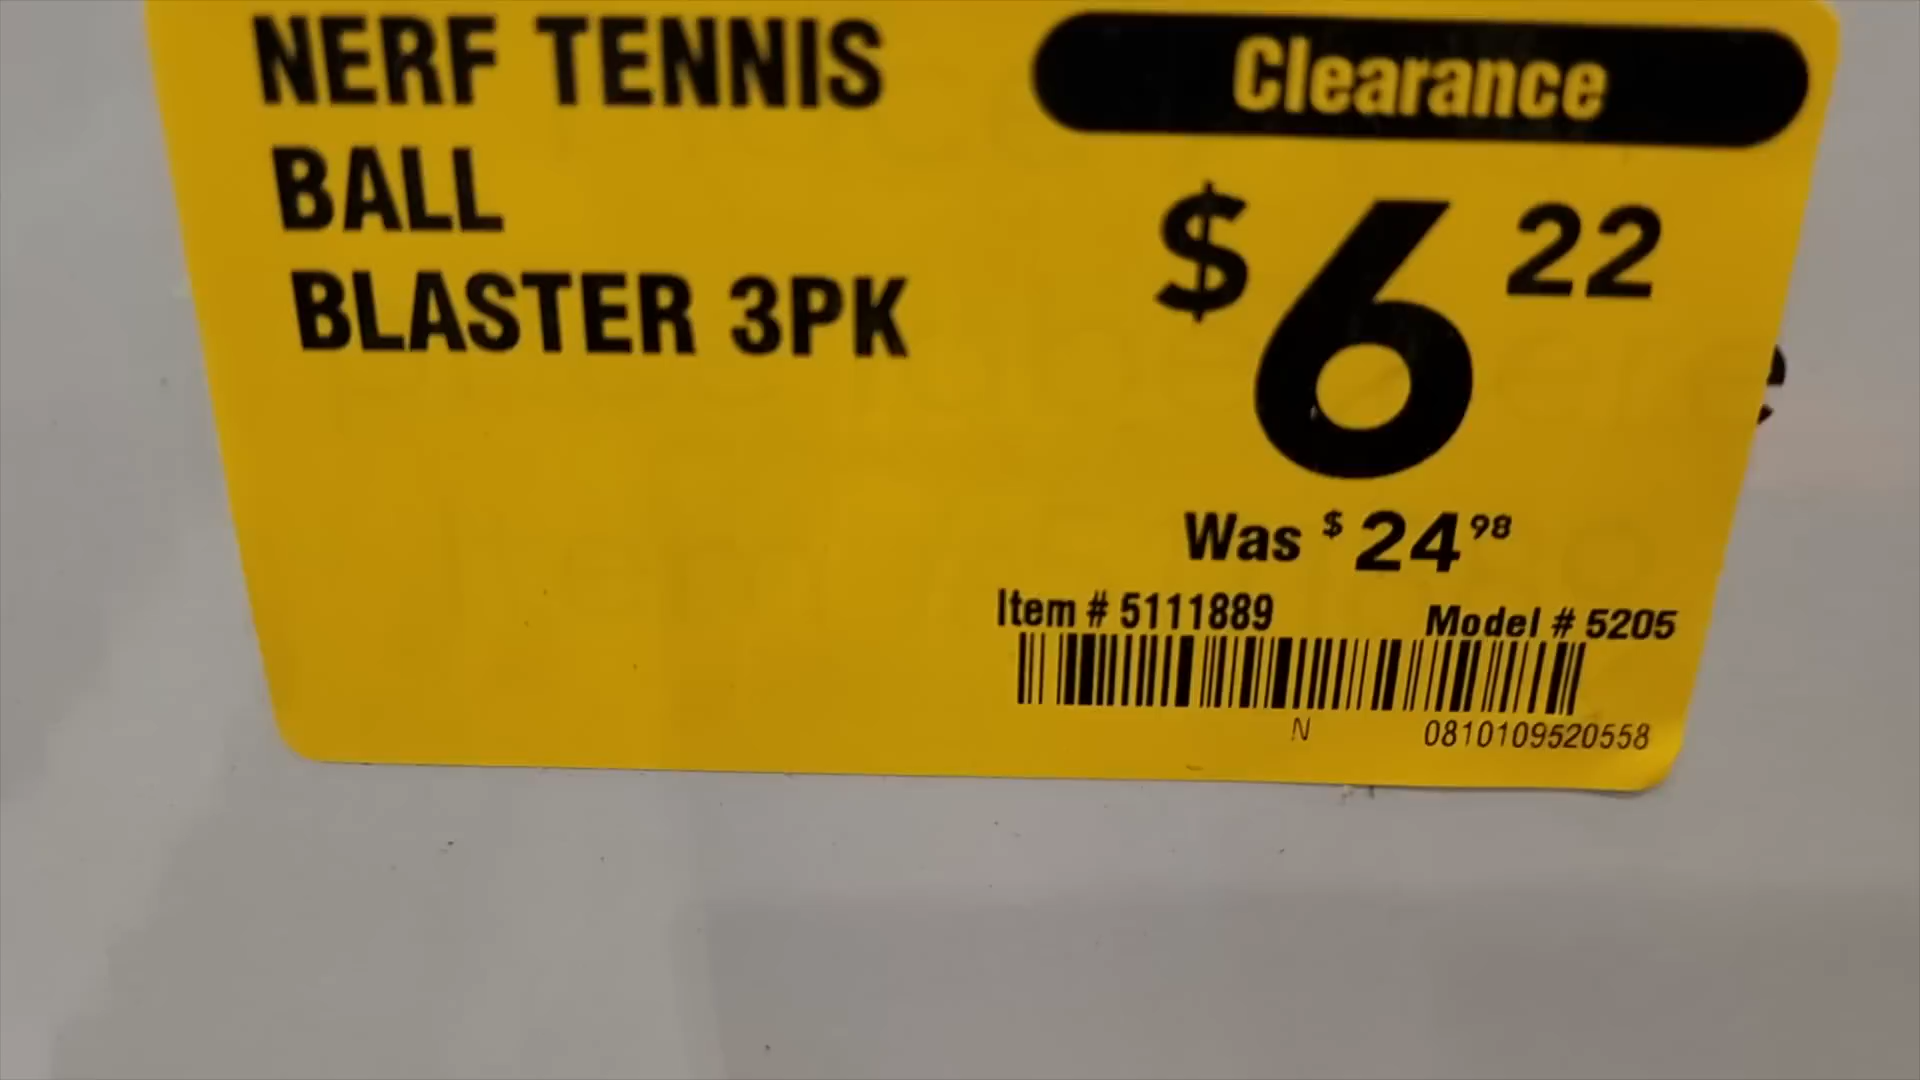 NERF TENNIS
BALL
BLASTER 3PK
Clearance
$6 22
Was $24 98
Item # 5111889 Model # 5205
N 0810109520558